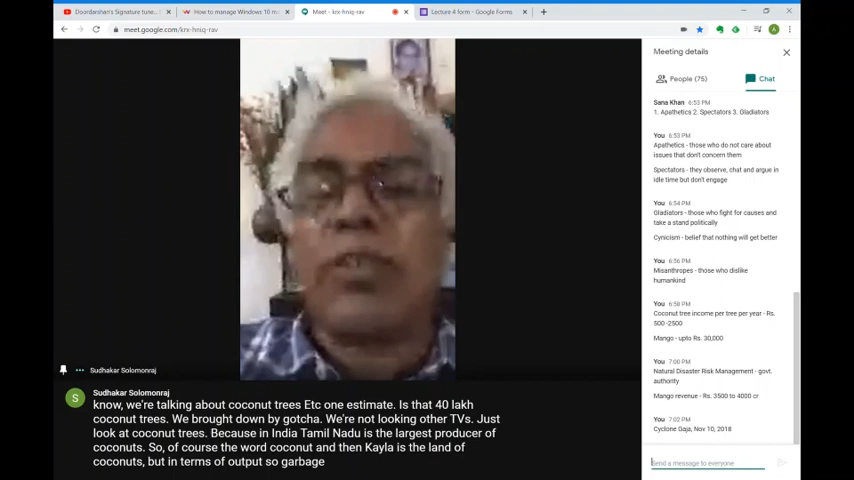 Doordarshan's Signature tune...
How to manage Windows 10 n
Meet - krx-hniq-rav
Lecture 4 form - Google Forms
meet.google.com/krx-hniq-rav
A
Meeting details
People (75)
Chat
Sana Khan 6:53 PM
1. Apathetics 2. Spectators 3. Gladiators
You 6:53 PM
Apathetics - those who do not care about
issues that don't concern them
Spectators - they observe, chat and argue in
idle time but don't engage
You 6:54 PM
Gladiators - those who fight for causes and
take a stand politically
Cynicism - belief that nothing will get better
You 6:56 PM
Misanthropes - those who dislike
humankind
You 6:58 PM
Coconut tree income per tree per year - Rs.
500 -2500
Mango - upto Rs. 30,000
You 7:00 PM
Natural Disaster Risk Management - govt.
authority
Mango revenue - Rs. 3500 to 4000 cr
You 7:02 PM
Cyclone Gaja, Nov 10, 2018
Send a message to everyone
Sudhakar Solomonraj
S
Sudhakar Solomonraj
know, we're talking about coconut trees Etc one estimate. Is that 40 lakh
coconut trees. We brought down by gotcha. We're not looking other TVs. Just
look at coconut trees. Because in India Tamil Nadu is the largest producer of
coconuts. So, of course the word coconut and then Kayla is the land of
coconuts, but in terms of output so garbage